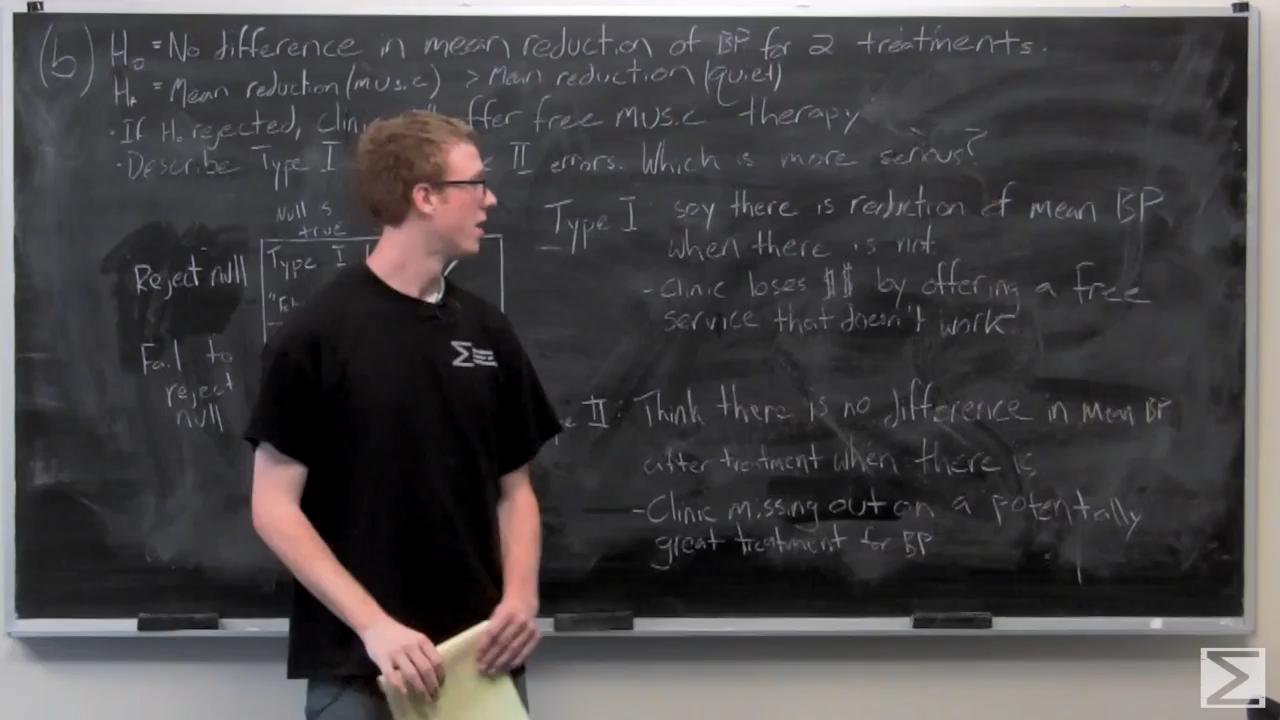 (b) H₀ = No difference in mean reduction of BP for 2 treatments.
Hₐ = Mean reduction (music) > Mean reduction (quiet)
· If H₀ rejected, clini ffer free music therapy
· Describe Type I e II errors. Which is more serious?
Null is
true
Reject null
Type I
Fail to
reject
null
Type I say there is reduction of mean BP
when there is not
- clinic loses $$ by offering a free
service that doesn't work
II: Think there is no difference in mean BP
after treatment when there is
- Clinic missing out on a potentially
great treatment for BP
Σ
Σ